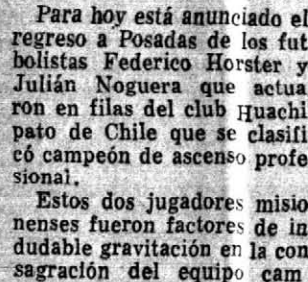 Para hoy está anunciado el
regreso a Posadas de los fut
bolistas Federico Horster y
Julián Noguera que actua
ron en filas del club Huachi
pato de Chile que se clasifi
có campeón de ascenso profe
sional.
Estos dos jugadores misio
nenses fueron factores de in
dudable gravitación en la con
sagración del equipo cam